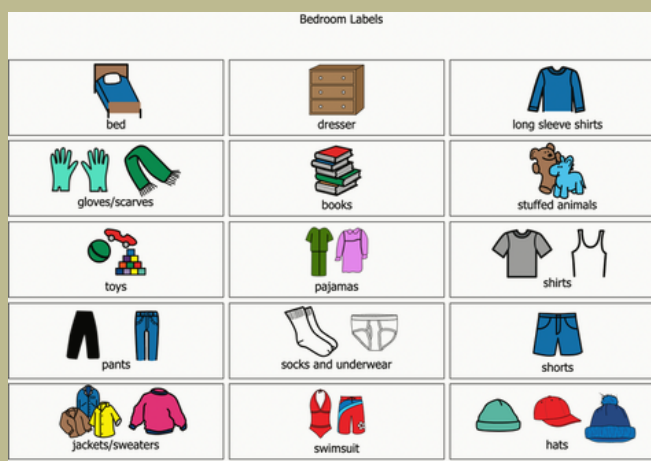 Bedroom Labels
bed
dresser
long sleeve shirts
gloves/scarves
books
stuffed animals
toys
pajamas
shirts
pants
socks and underwear
shorts
jackets/sweaters
swimsuit
hats